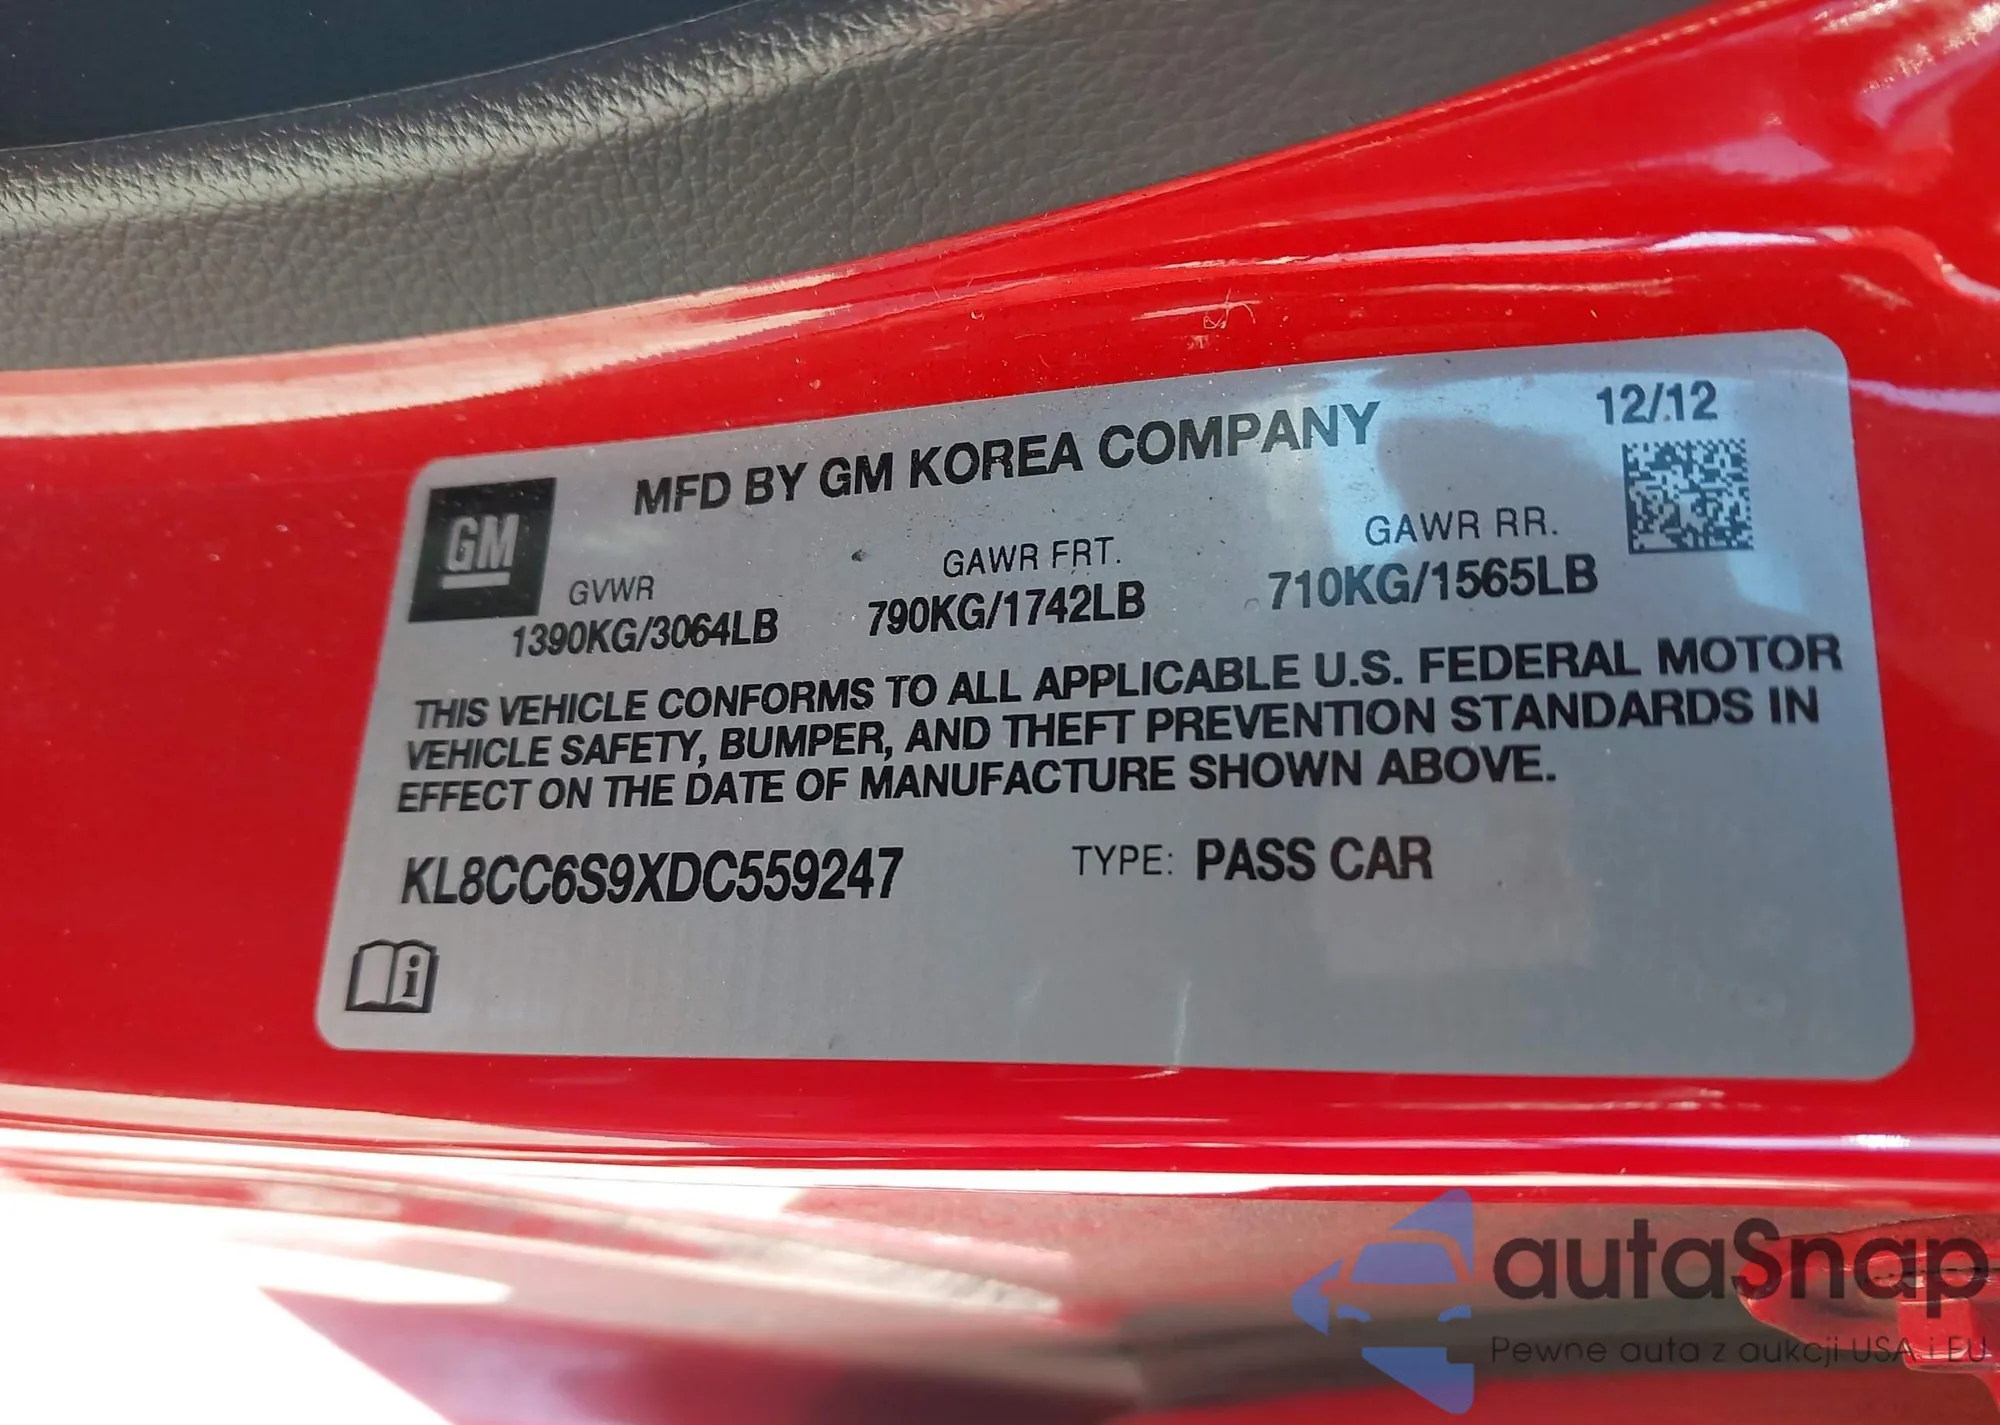 MFD BY GM KOREA COMPANY
12/12
GM
GVWR
GAWR FRT.
GAWR RR.
1390KG/3064LB
790KG/1742LB
710KG/1565LB
THIS VEHICLE CONFORMS TO ALL APPLICABLE U.S. FEDERAL MOTOR
VEHICLE SAFETY, BUMPER, AND THEFT PREVENTION STANDARDS IN
EFFECT ON THE DATE OF MANUFACTURE SHOWN ABOVE.
KL8CC6S9XDC559247
TYPE: PASS CAR
i
autaSnap
Pewne auta z aukcji USA i EU